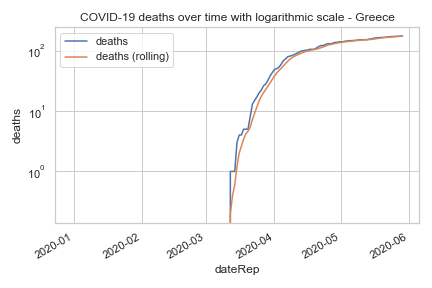 COVID-19 deaths over time with logarithmic scale - Greece
deaths
deaths (rolling)
10²
10¹
10⁰
deaths
2020-01
2020-02
2020-03
2020-04
2020-05
2020-06
dateRep